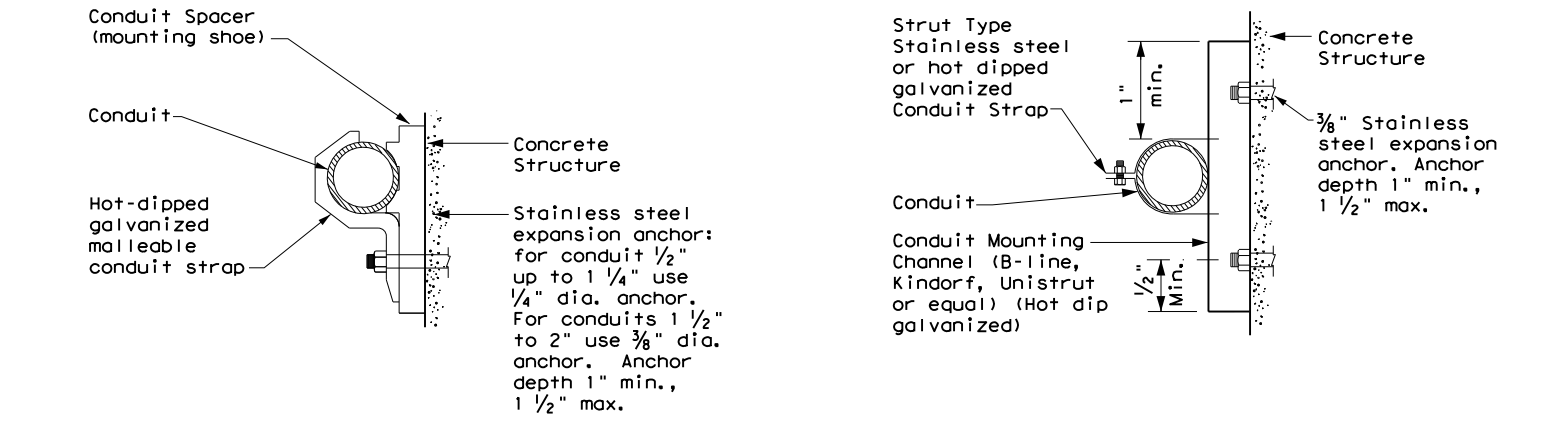 Conduit Spacer
(mounting shoe)
Conduit
Hot-dipped
galvanized
malleable
conduit strap
Concrete
Structure
Stainless steel
expansion anchor:
for conduit 1/2"
up to 1 1/4" use
1/4" dia. anchor.
For conduits 1 1/2"
to 2" use 3/8" dia.
anchor. Anchor
depth 1" min.,
1 1/2" max.
Strut Type
Stainless steel
or hot dipped
galvanized
Conduit Strap
1"
min.
Conduit
Conduit Mounting
Channel (B-line,
Kindorf, Unistrut
or equal) (Hot dip
galvanized)
1/2"
Min.
Concrete
Structure
3/8" Stainless
steel expansion
anchor. Anchor
depth 1" min.,
1 1/2" max.